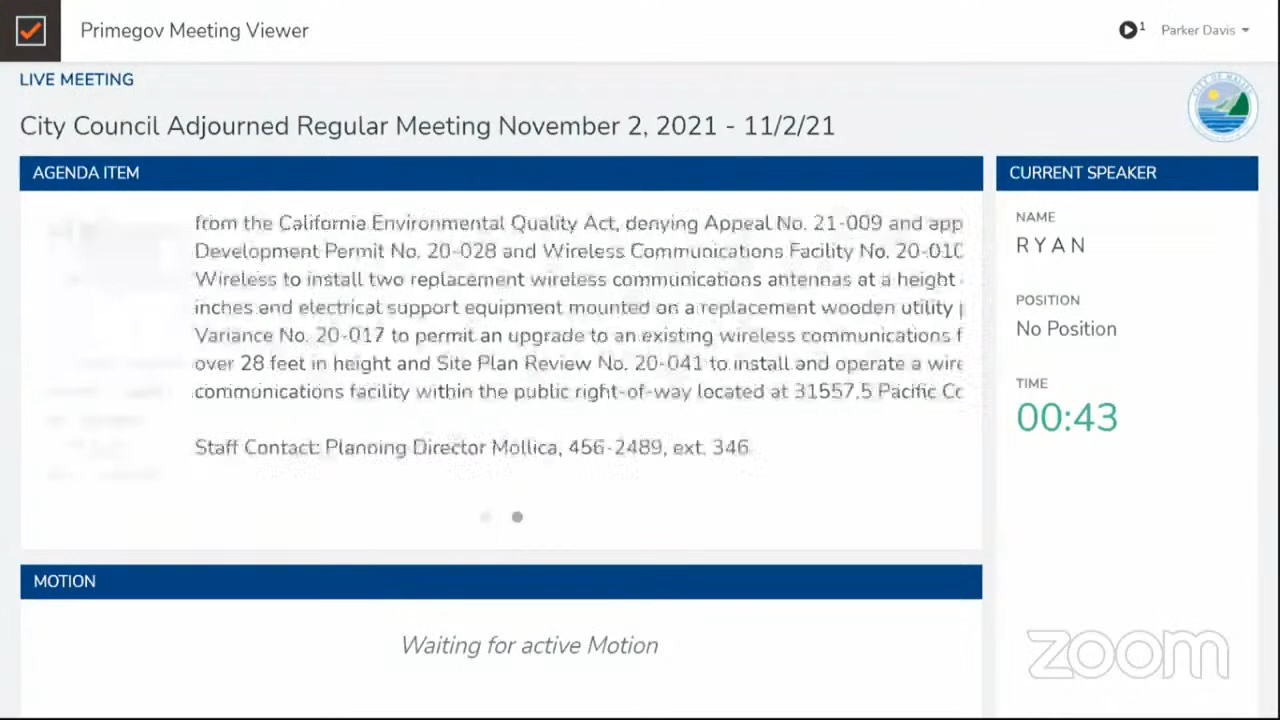 Primegov Meeting Viewer
1
Parker Davis
LIVE MEETING
City Council Adjourned Regular Meeting November 2, 2021 - 11/2/21
AGENDA ITEM
from the California Environmental Quality Act, denying Appeal No. 21-009 and app
Development Permit No. 20-028 and Wireless Communications Facility No. 20-010
Wireless to install two replacement wireless communications antennas at a height
inches and electrical support equipment mounted on a replacement wooden utility
Variance No. 20-017 to permit an upgrade to an existing wireless communications f
over 28 feet in height and Site Plan Review No. 20-041 to install and operate a wire
communications facility within the public right-of-way located at 31557.5 Pacific Co
Staff Contact: Planning Director Mollica, 456-2489, ext. 346
CURRENT SPEAKER
NAME
RYAN
POSITION
No Position
TIME
00:43
MOTION
Waiting for active Motion
zoom